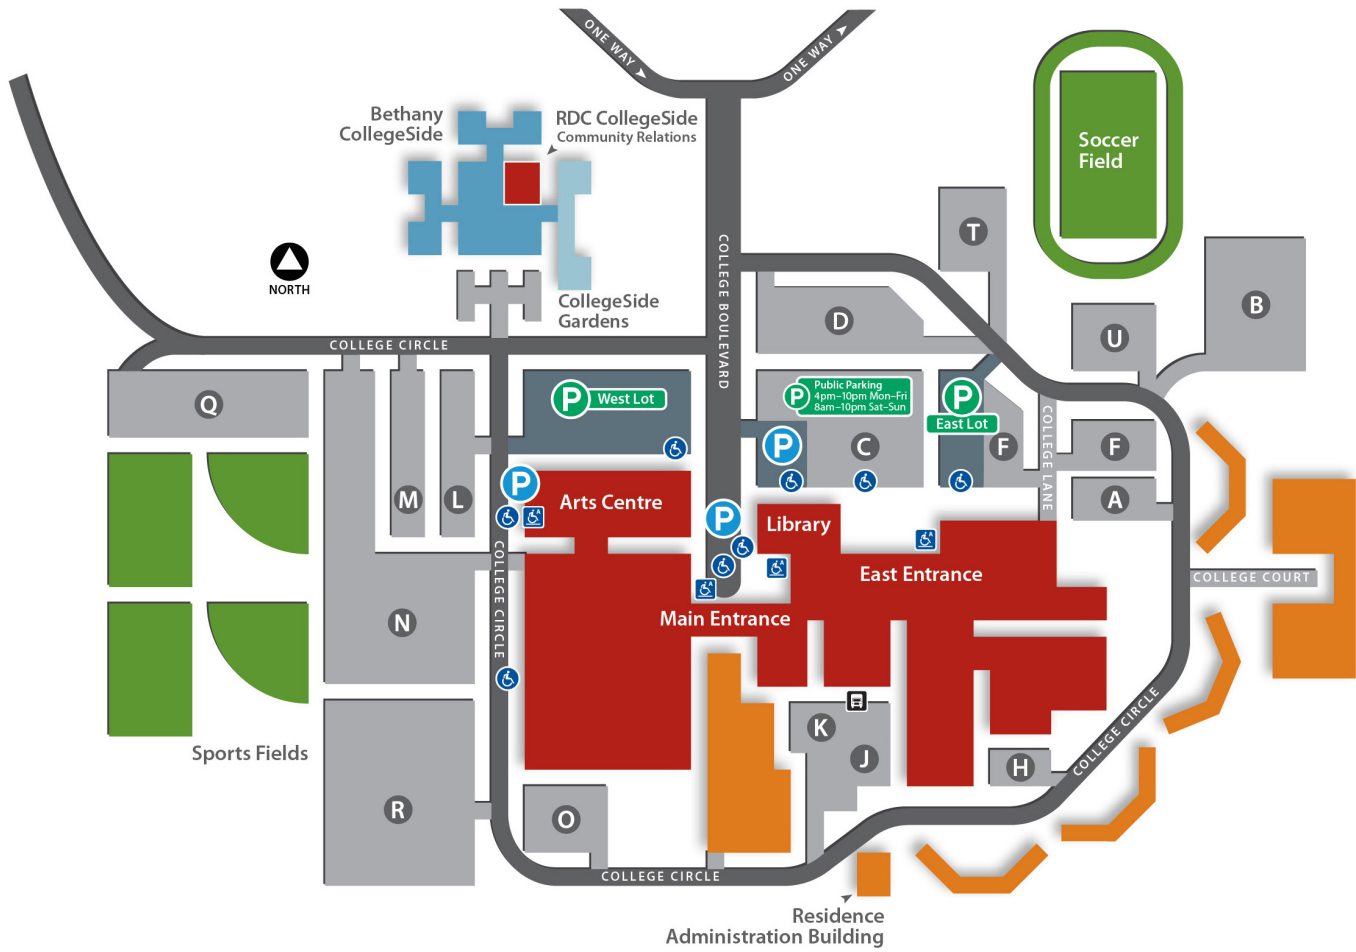 ONE WAY
ONE WAY
Bethany
CollegeSide
RDC CollegeSide
Community Relations
Soccer
Field
T
NORTH
COLLEGE BOULEVARD
CollegeSide
Gardens
D
U
B
COLLEGE CIRCLE
Q
P West Lot
P Public Parking
4pm–10pm Mon–Fri
8am–10pm Sat–Sun
P
East Lot
COLLEGE LANE
P
C
F
F
M
L
P
A
Arts Centre
P
Library
A
A
A
A
East Entrance
COLLEGE COURT
COLLEGE CIRCLE
Main Entrance
N
Sports Fields
K
J
H
COLLEGE CIRCLE
R
O
COLLEGE CIRCLE
Residence
Administration Building